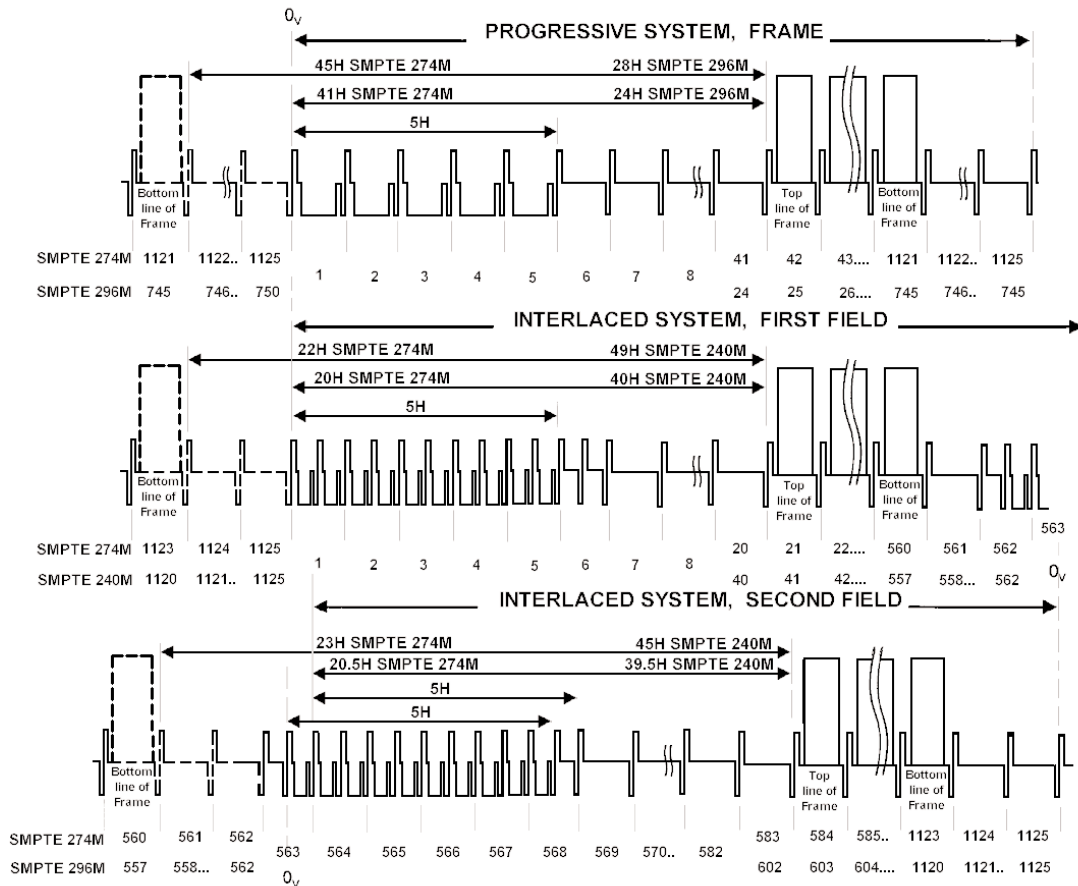 0V
PROGRESSIVE SYSTEM, FRAME
45H SMPTE 274M 28H SMPTE 296M
41H SMPTE 274M 24H SMPTE 296M
5H
Bottom line of Frame
Top line of Frame
Bottom line of Frame
SMPTE 274M 1121 1122.. 1125 1 2 3 4 5 6 7 8 41 42 43.... 1121 1122.. 1125
SMPTE 296M 745 746.. 750 24 25 26.... 745 746.. 745
INTERLACED SYSTEM, FIRST FIELD
22H SMPTE 274M 49H SMPTE 240M
20H SMPTE 274M 40H SMPTE 240M
5H
Bottom line of Frame
Top line of Frame
Bottom line of Frame
563
SMPTE 274M 1123 1124 1125 1 2 3 4 5 6 7 8 20 21 22.... 560 561 562
SMPTE 240M 1120 1121.. 1125 40 41 42... 557 558... 562 0V
INTERLACED SYSTEM, SECOND FIELD
23H SMPTE 274M 45H SMPTE 240M
20.5H SMPTE 274M 39.5H SMPTE 240M
5H
5H
Bottom line of Frame
Top line of Frame
Bottom line of Frame
SMPTE 274M 560 561 562 563 564 565 566 567 568 569 570.. 582 583 584 585.. 1123 1124 1125
SMPTE 296M 557 558... 562 602 603 604.... 1120 1121.. 1125
0V